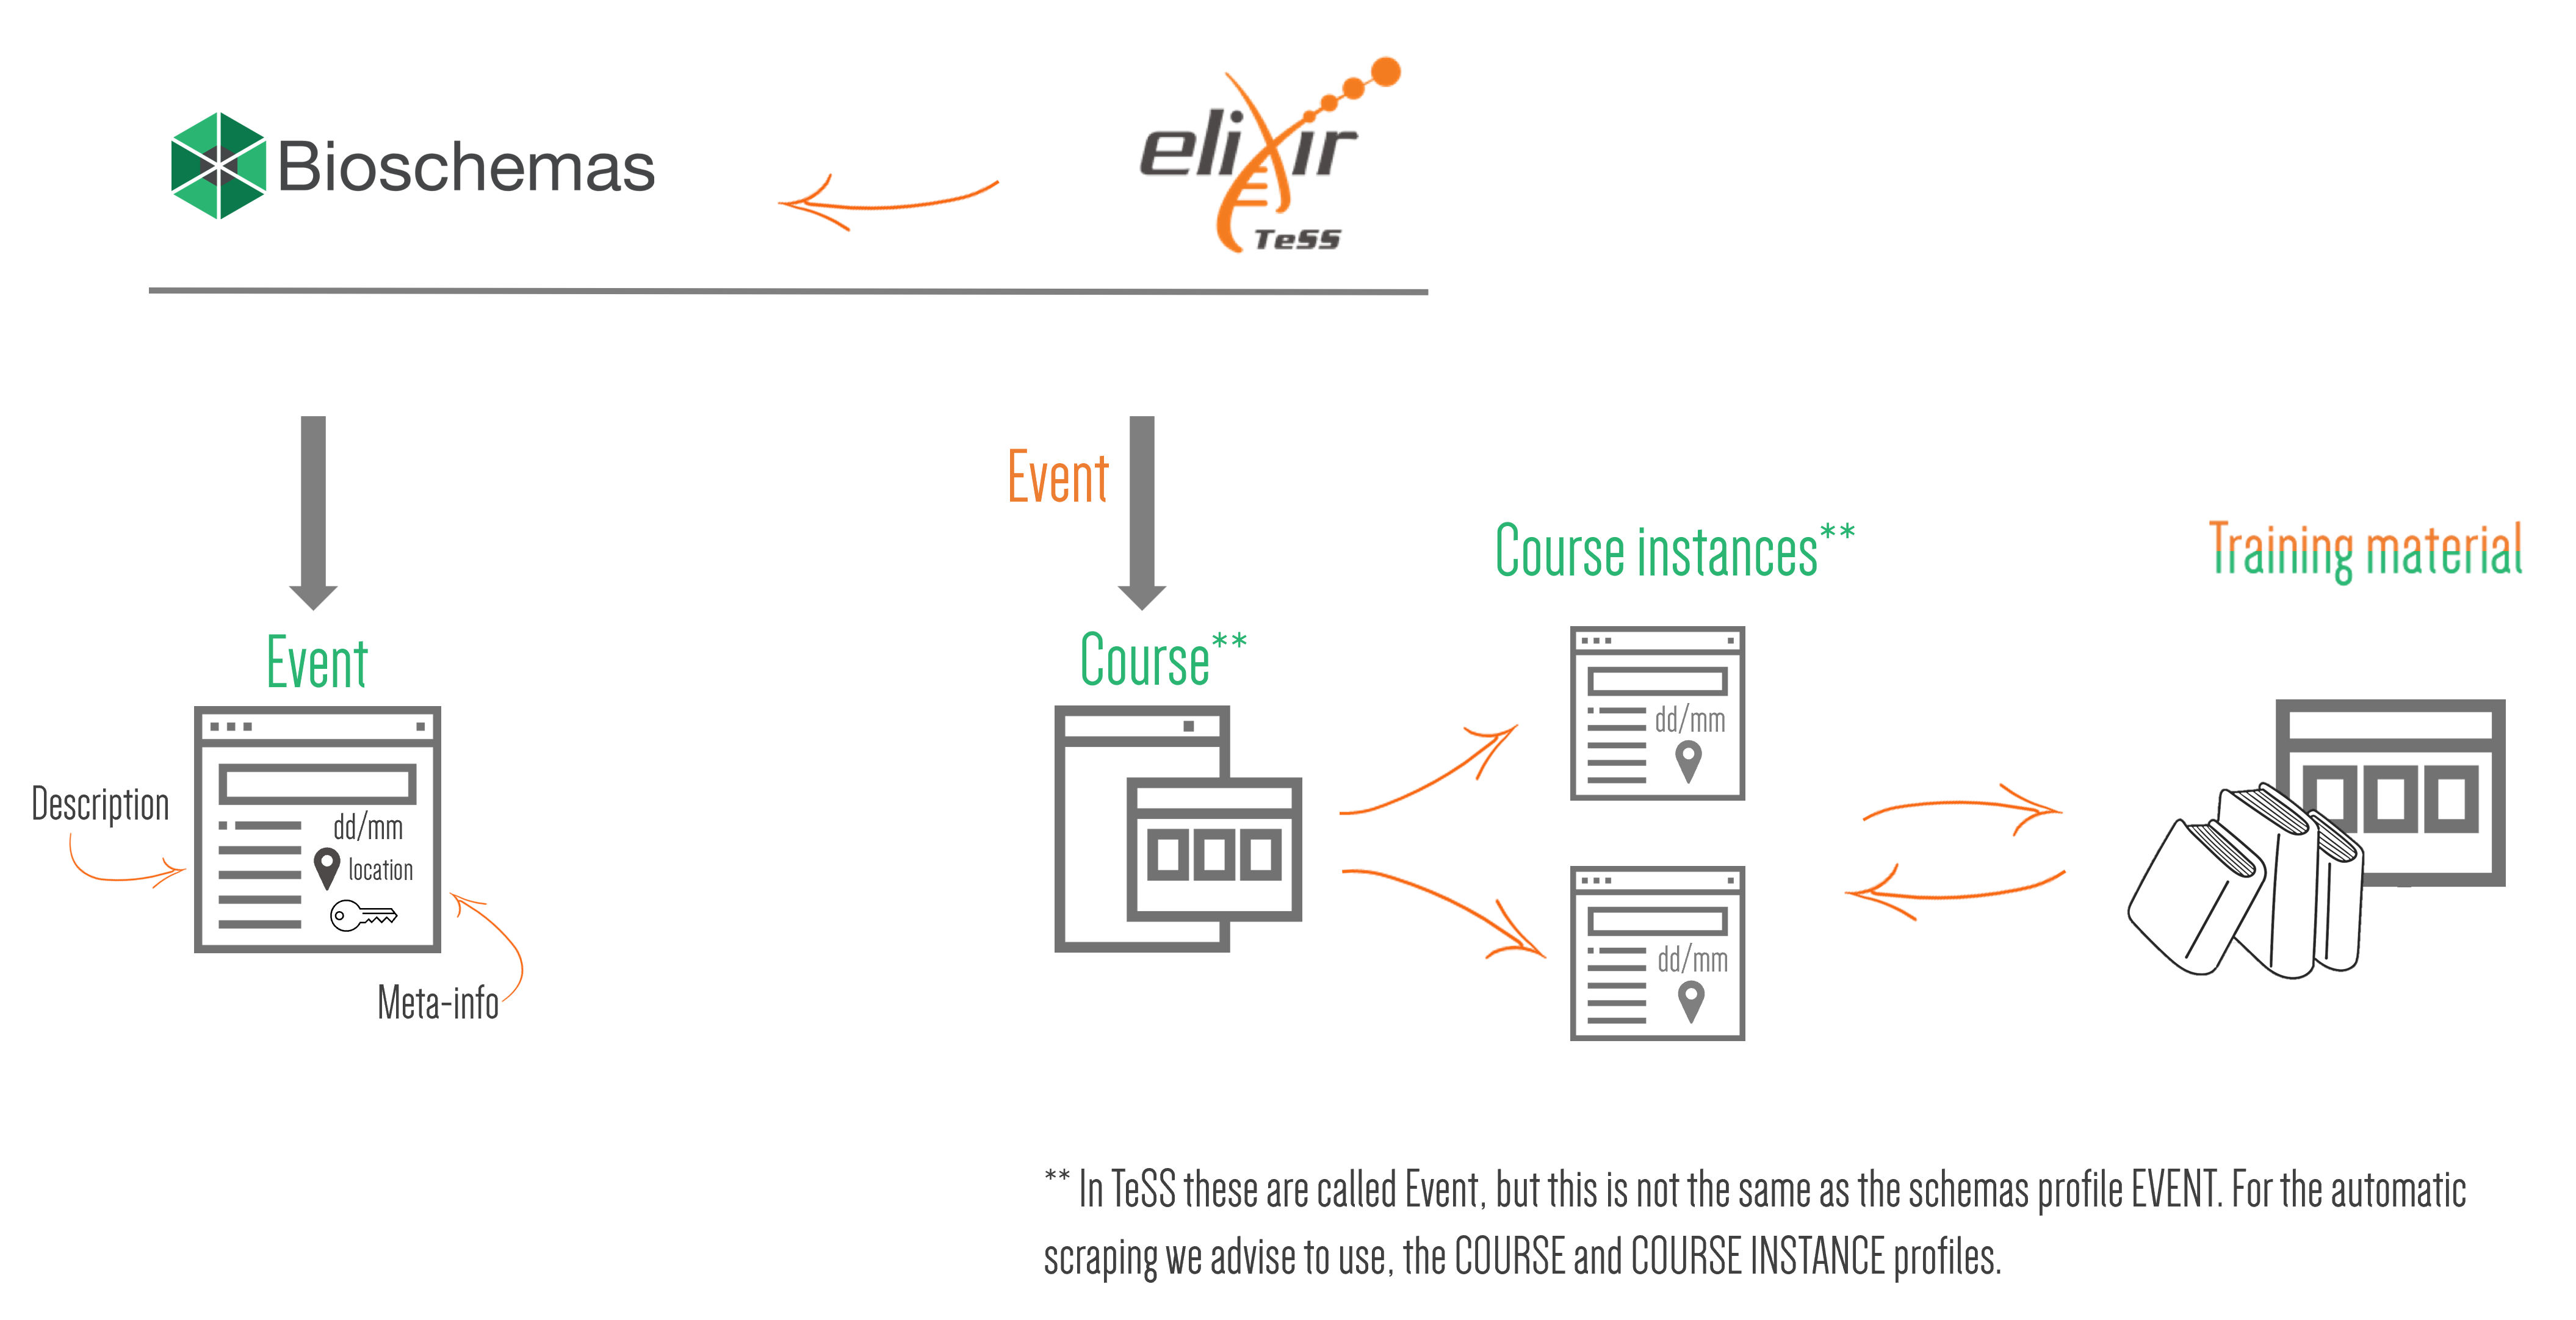 Bioschemas
elixir
TeSS
Event
Course instances**
Training material
Event
Course**
dd/mm
Description
dd/mm
location
Meta-info
dd/mm
** In TeSS these are called Event, but this is not the same as the schemas profile EVENT. For the automatic
scraping we advise to use, the COURSE and COURSE INSTANCE profiles.